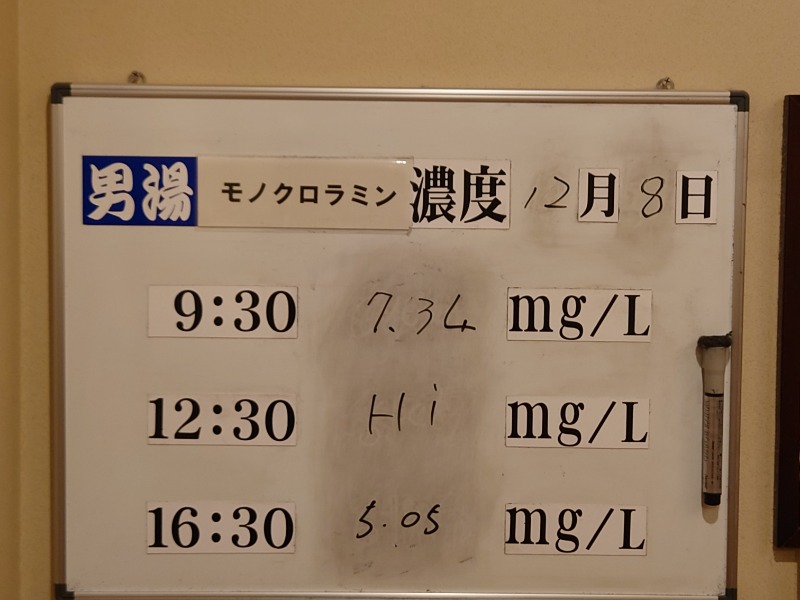 男湯 モノクロラミン 濃度 12月 8日
9:30 7.34 mg/L
12:30 Hi mg/L
16:30 5.05 mg/L